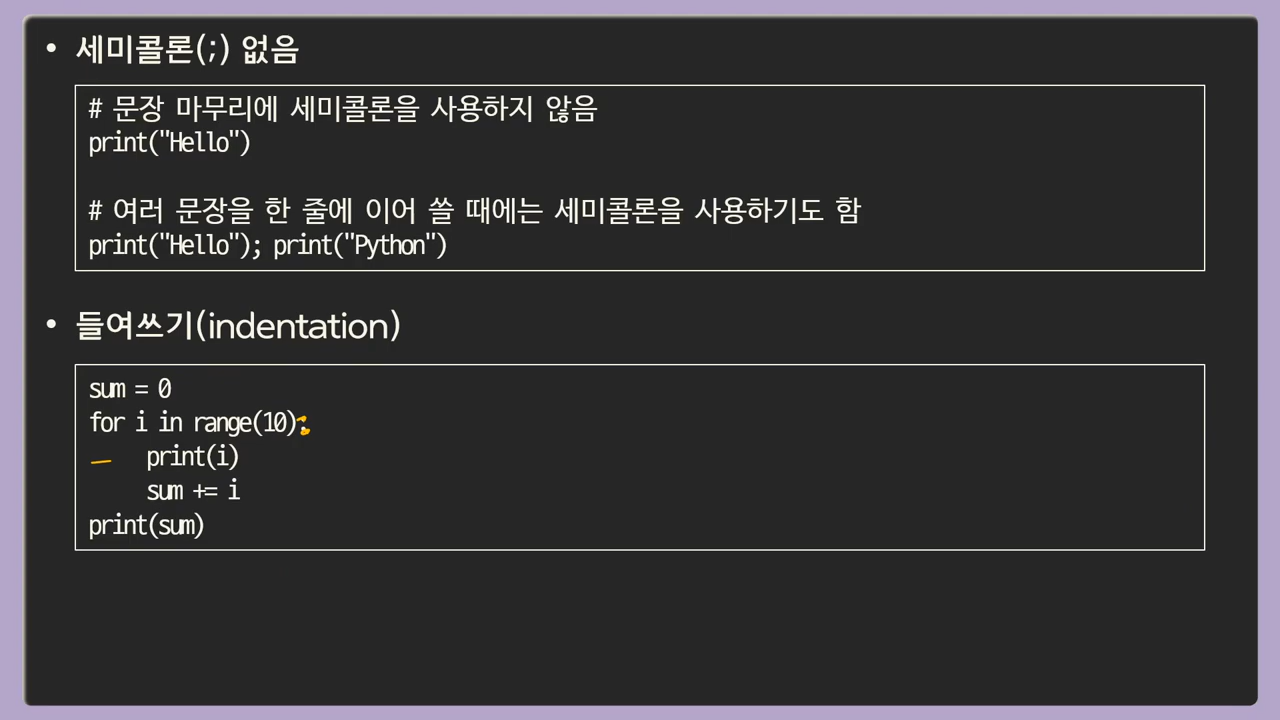 • 세미콜론(;) 없음
# 문장 마무리에 세미콜론을 사용하지 않음
print("Hello")
# 여러 문장을 한 줄에 이어 쓸 때에는 세미콜론을 사용하기도 함
print("Hello"); print("Python")
• 들여쓰기(indentation)
sum = 0
for i in range(10):
    print(i)
    sum += i
print(sum)